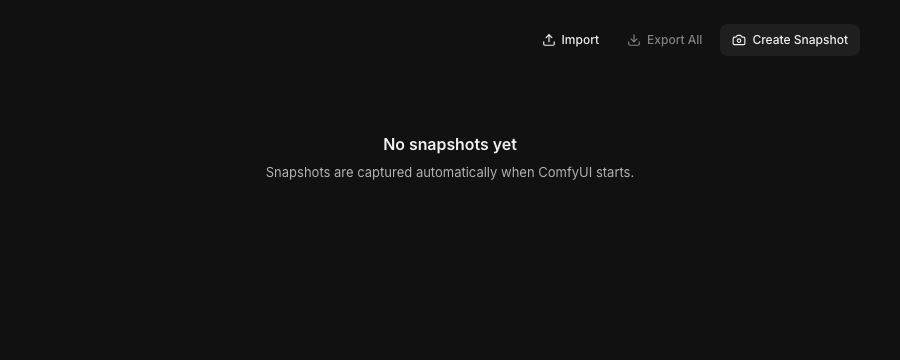 Import
Export All
Create Snapshot
No snapshots yet
Snapshots are captured automatically when ComfyUI starts.